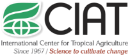 CIAT
International Center for Tropical Agriculture
Since 1967 / Science to cultivate change